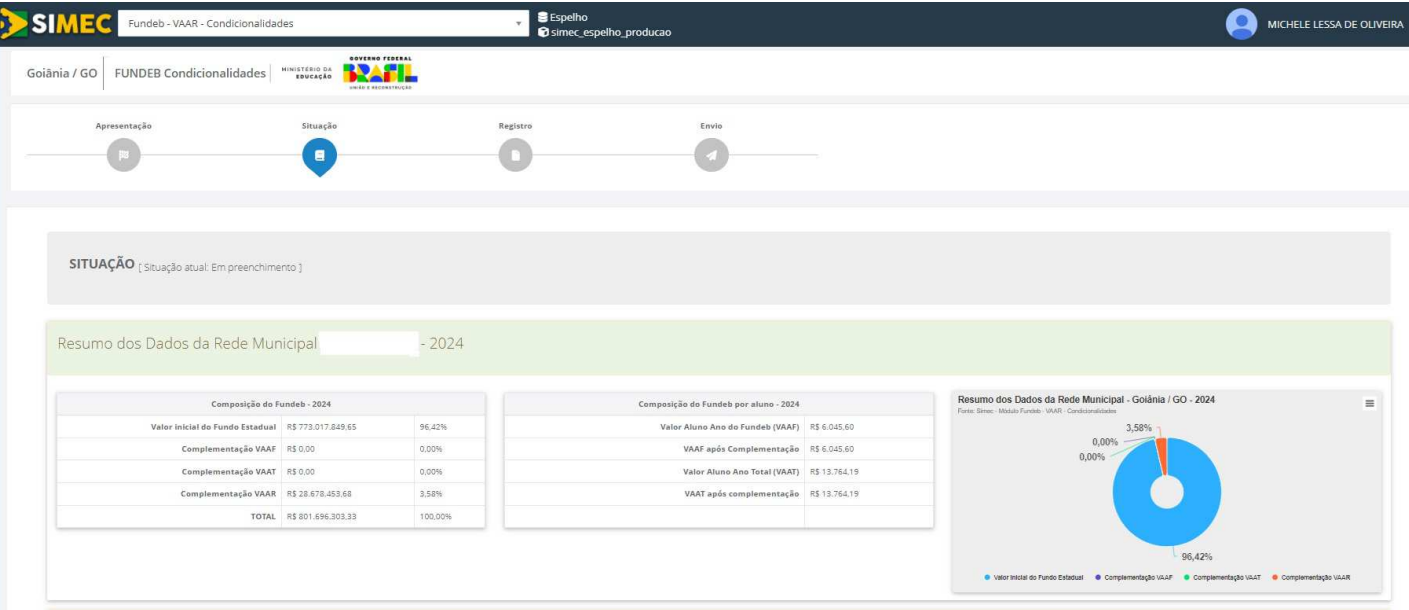 SIMEC
Fundeb - VAAR - Condicionalidades
Espelho
simec_espelho_producao
MICHELE LESSA DE OLIVEIRA
Goiânia / GO
FUNDEB Condicionalidades
MINISTÉRIO DA
EDUCAÇÃO
GOVERNO FEDERAL
BRASIL
UNIÃO E RECONSTRUÇÃO
Apresentação
Situação
Registro
Envio
SITUAÇÃO [ Situação atual: Em preenchimento ]
Resumo dos Dados da Rede Municipal - 2024
Composição do Fundeb - 2024
Valor inicial do Fundo Estadual R$ 773.017.849,65 96,42%
Complementação VAAF R$ 0,00 0,00%
Complementação VAAT R$ 0,00 0,00%
Complementação VAAR R$ 28.678.453,68 3,58%
TOTAL R$ 801.696.303,33 100,00%
Composição do Fundeb por aluno - 2024
Valor Aluno Ano do Fundeb (VAAF) R$ 6.045,60
VAAF após Complementação R$ 6.045,60
Valor Aluno Ano Total (VAAT) R$ 13.764,19
VAAT após complementação R$ 13.764,19
Resumo dos Dados da Rede Municipal - Goiânia / GO - 2024
Fonte: Simec - Módulo Fundeb - VAAR - Condicionalidades
3,58%
0,00%
0,00%
96,42%
Valor Inicial do Fundo Estadual
Complementação VAAF
Complementação VAAT
Complementação VAAR